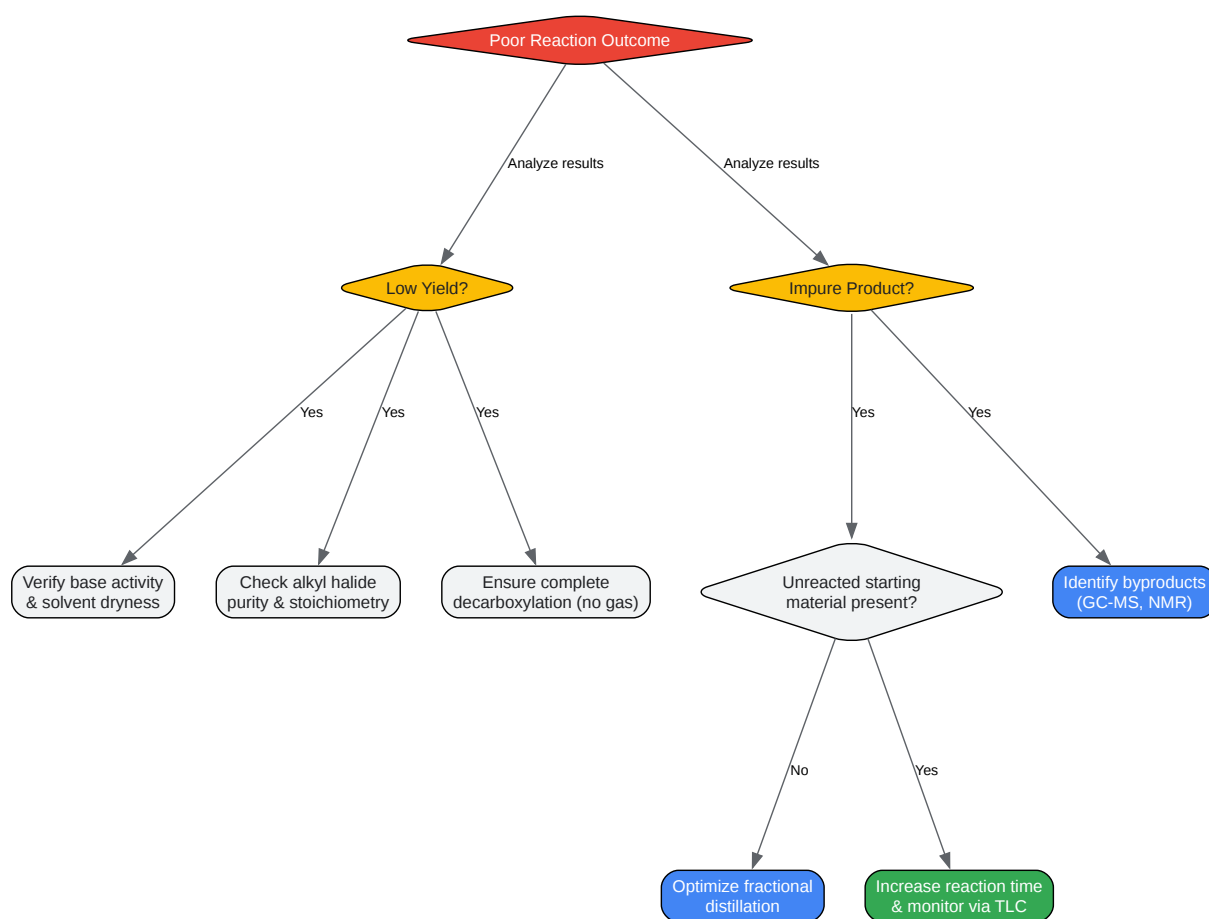 Poor Reaction Outcome
Analyze results
Analyze results
Low Yield?
Impure Product?
Yes
Yes
Yes
Yes
Yes
Verify base activity
& solvent dryness
Check alkyl halide
purity & stoichiometry
Ensure complete
decarboxylation (no gas)
Unreacted starting
material present?
Identify byproducts
(GC-MS, NMR)
No
Yes
Optimize fractional
distillation
Increase reaction time
& monitor via TLC